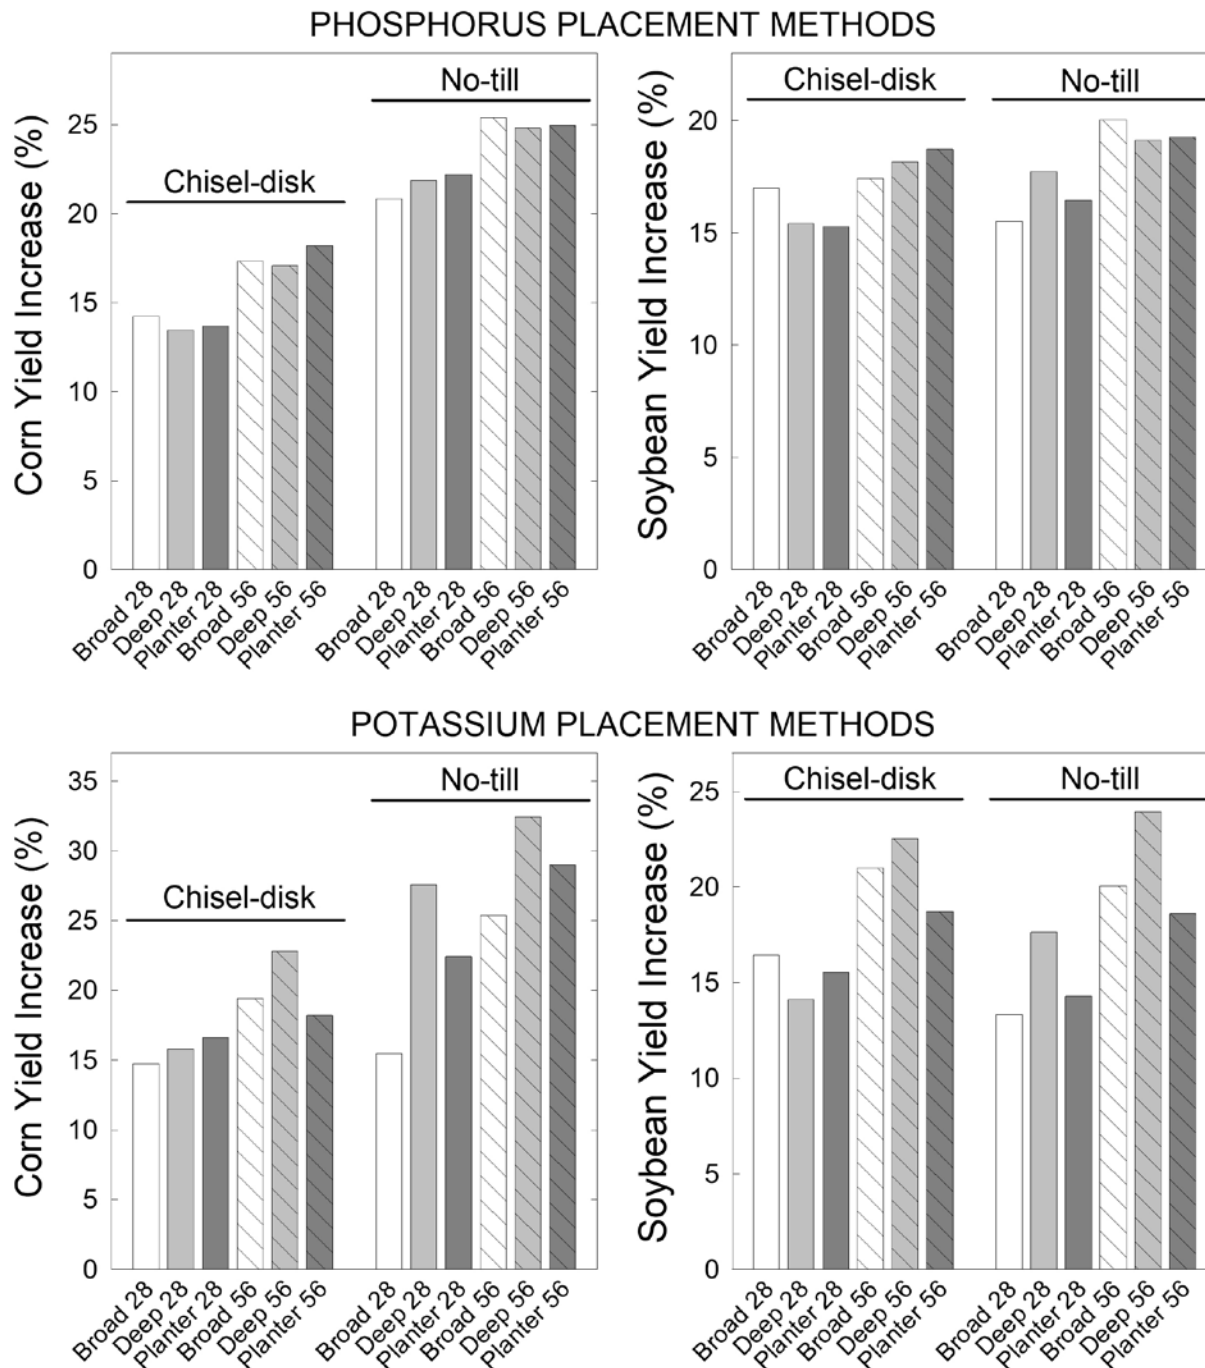 PHOSPHORUS PLACEMENT METHODS
Corn Yield Increase (%)
25
20
15
10
5
0
Chisel-disk
No-till
Broad 28
Deep 28
Planter 28
Broad 56
Deep 56
Planter 56
Broad 28
Deep 28
Planter 28
Broad 56
Deep 56
Planter 56
Soybean Yield Increase (%)
20
15
10
5
0
Chisel-disk
No-till
Broad 28
Deep 28
Planter 28
Broad 56
Deep 56
Planter 56
Broad 28
Deep 28
Planter 28
Broad 56
Deep 56
Planter 56
POTASSIUM PLACEMENT METHODS
Corn Yield Increase (%)
35
30
25
20
15
10
5
0
Chisel-disk
No-till
Broad 28
Deep 28
Planter 28
Broad 56
Deep 56
Planter 56
Broad 28
Deep 28
Planter 28
Broad 56
Deep 56
Planter 56
Soybean Yield Increase (%)
25
20
15
10
5
0
Chisel-disk
No-till
Broad 28
Deep 28
Planter 28
Broad 56
Deep 56
Planter 56
Broad 28
Deep 28
Planter 28
Broad 56
Deep 56
Planter 56